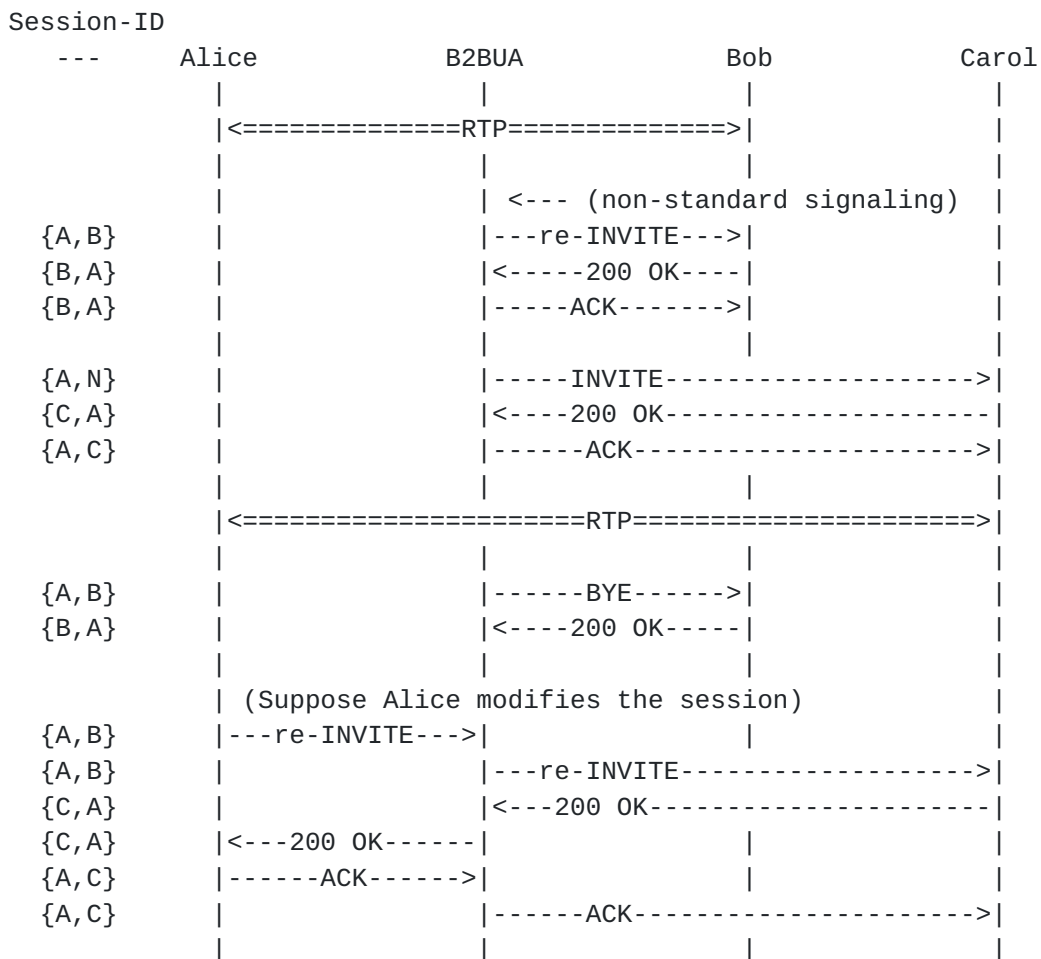 Session-ID
--- Alice B2BUA Bob Carol
| | | |
|<==============RTP==============>| |
| | | |
| | <--- (non-standard signaling) |
{A,B} | |---re-INVITE--->| |
{B,A} | |<-----200 OK----| |
{B,A} | |-----ACK------->| |
| | | |
{A,N} | |-----INVITE-------------------->|
{C,A} | |<----200 OK---------------------|
{A,C} | |------ACK---------------------->|
| | | |
|<======================RTP======================>|
| | | |
{A,B} | |------BYE------>| |
{B,A} | |<----200 OK-----| |
| | | |
| (Suppose Alice modifies the session) |
{A,B} |---re-INVITE--->| | |
{A,B} | |---re-INVITE------------------->|
{C,A} | |<---200 OK----------------------|
{C,A} |<---200 OK------| | |
{A,C} |------ACK------>| | |
{A,C} | |------ACK---------------------->|
| | | |